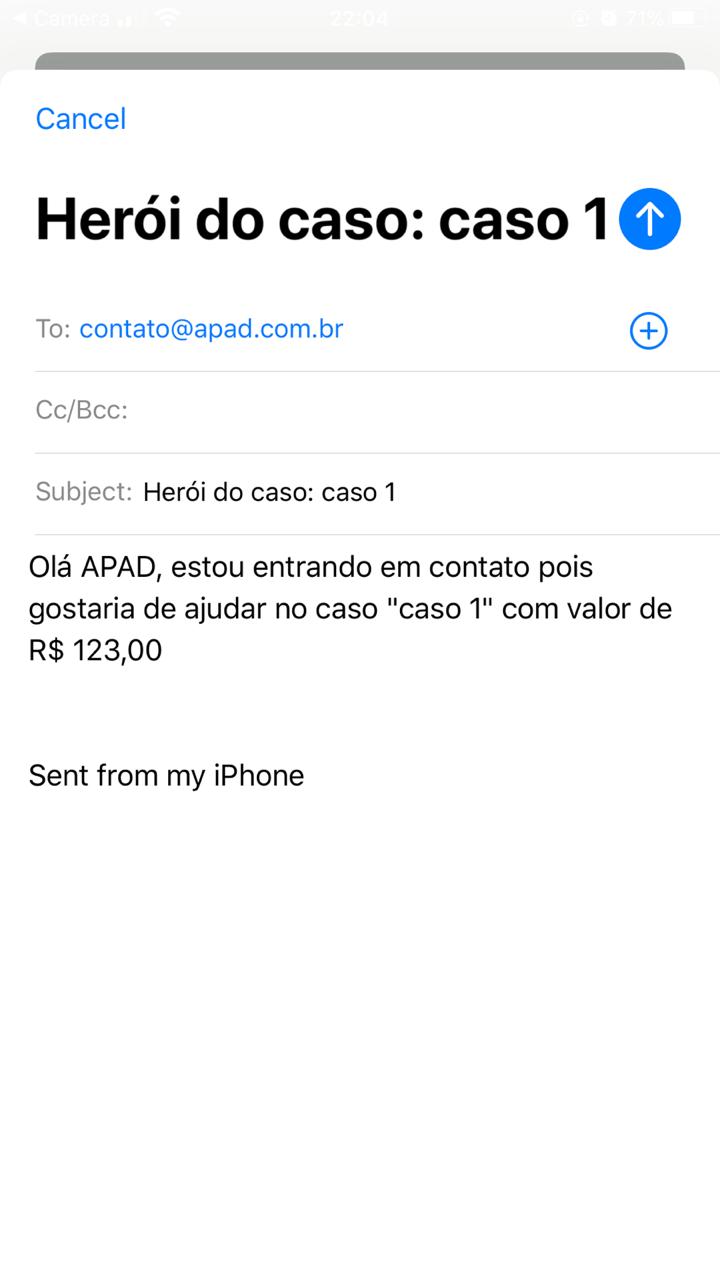 Camera 22:04 71%
Cancel
Herói do caso: caso 1
To: contato@apad.com.br
Cc/Bcc:
Subject: Herói do caso: caso 1
Olá APAD, estou entrando em contato pois
gostaria de ajudar no caso "caso 1" com valor de
R$ 123,00
Sent from my iPhone